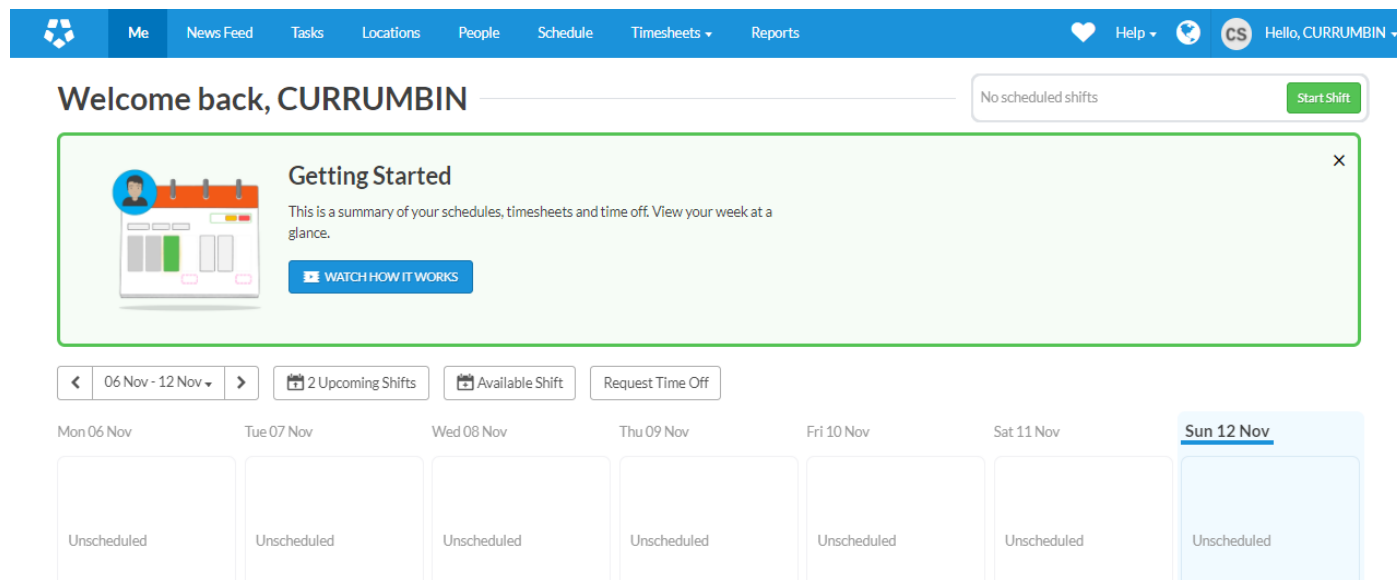 Me News Feed Tasks Locations People Schedule Timesheets Reports Help CS Hello, CURRUMBIN
Welcome back, CURRUMBIN
No scheduled shifts Start Shift
Getting Started
This is a summary of your schedules, timesheets and time off. View your week at a
glance.
WATCH HOW IT WORKS
06 Nov - 12 Nov 2 Upcoming Shifts Available Shift Request Time Off
Mon 06 Nov Tue 07 Nov Wed 08 Nov Thu 09 Nov Fri 10 Nov Sat 11 Nov Sun 12 Nov
Unscheduled Unscheduled Unscheduled Unscheduled Unscheduled Unscheduled Unscheduled